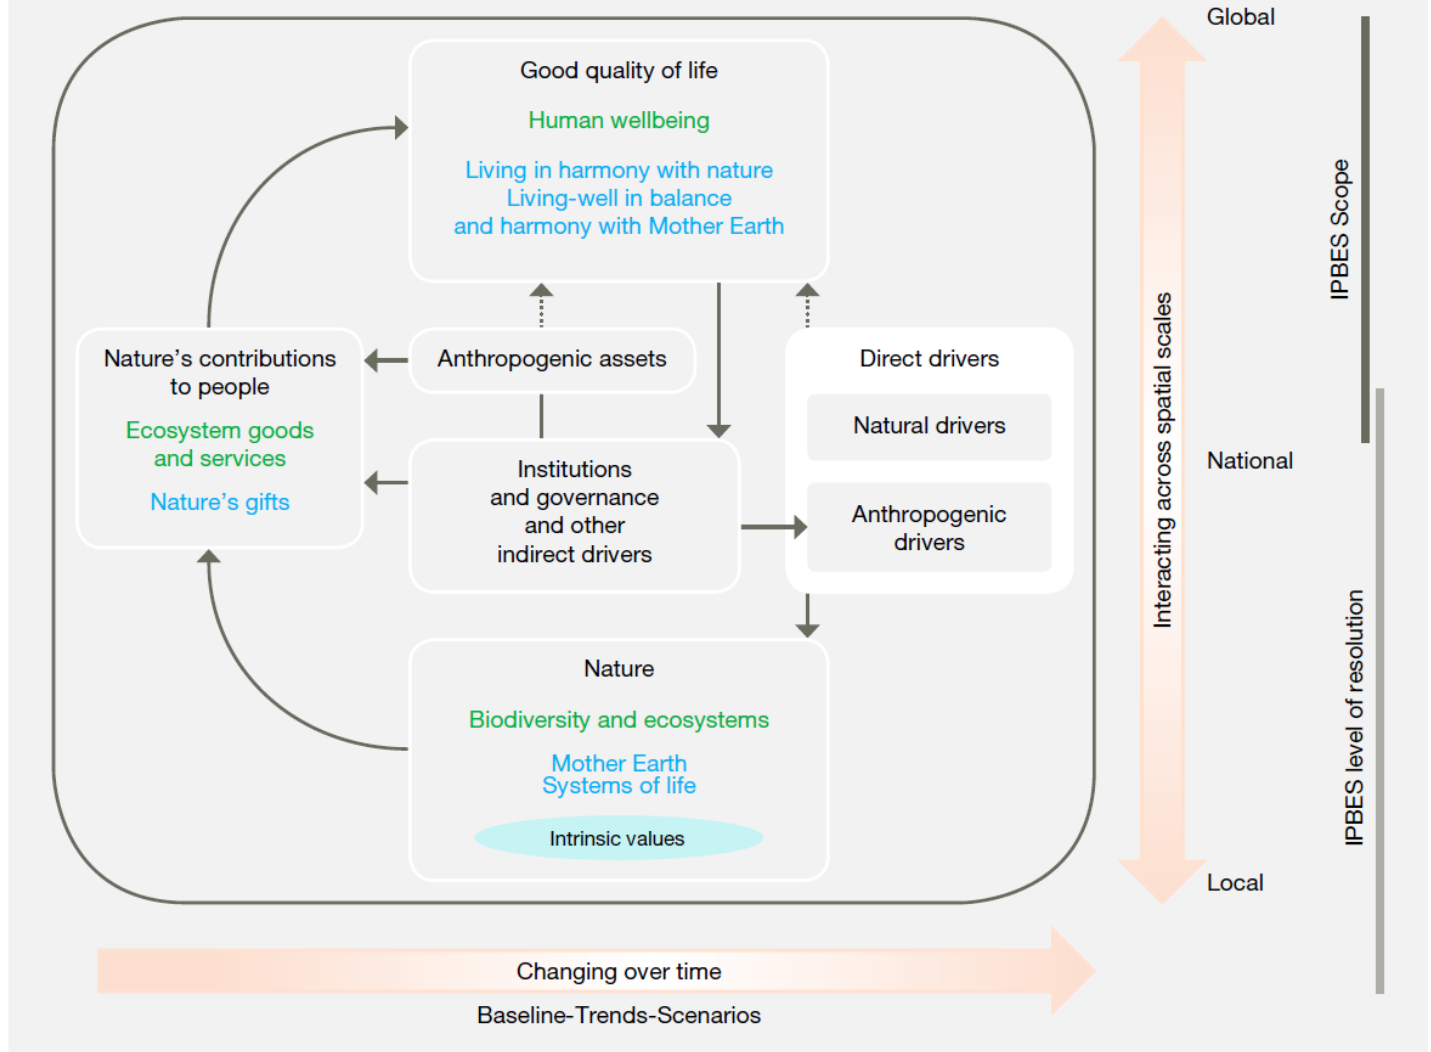 Global
Good quality of life
Human wellbeing
Living in harmony with nature
Living-well in balance
and harmony with Mother Earth
IPBES Scope
Nature’s contributions
to people
Ecosystem goods
and services
Nature’s gifts
Anthropogenic assets
Institutions
and governance
and other
indirect drivers
Direct drivers
Natural drivers
Anthropogenic
drivers
Interacting across spatial scales
National
IPBES level of resolution
Nature
Biodiversity and ecosystems
Mother Earth
Systems of life
Intrinsic values
Local
Changing over time
Baseline-Trends-Scenarios